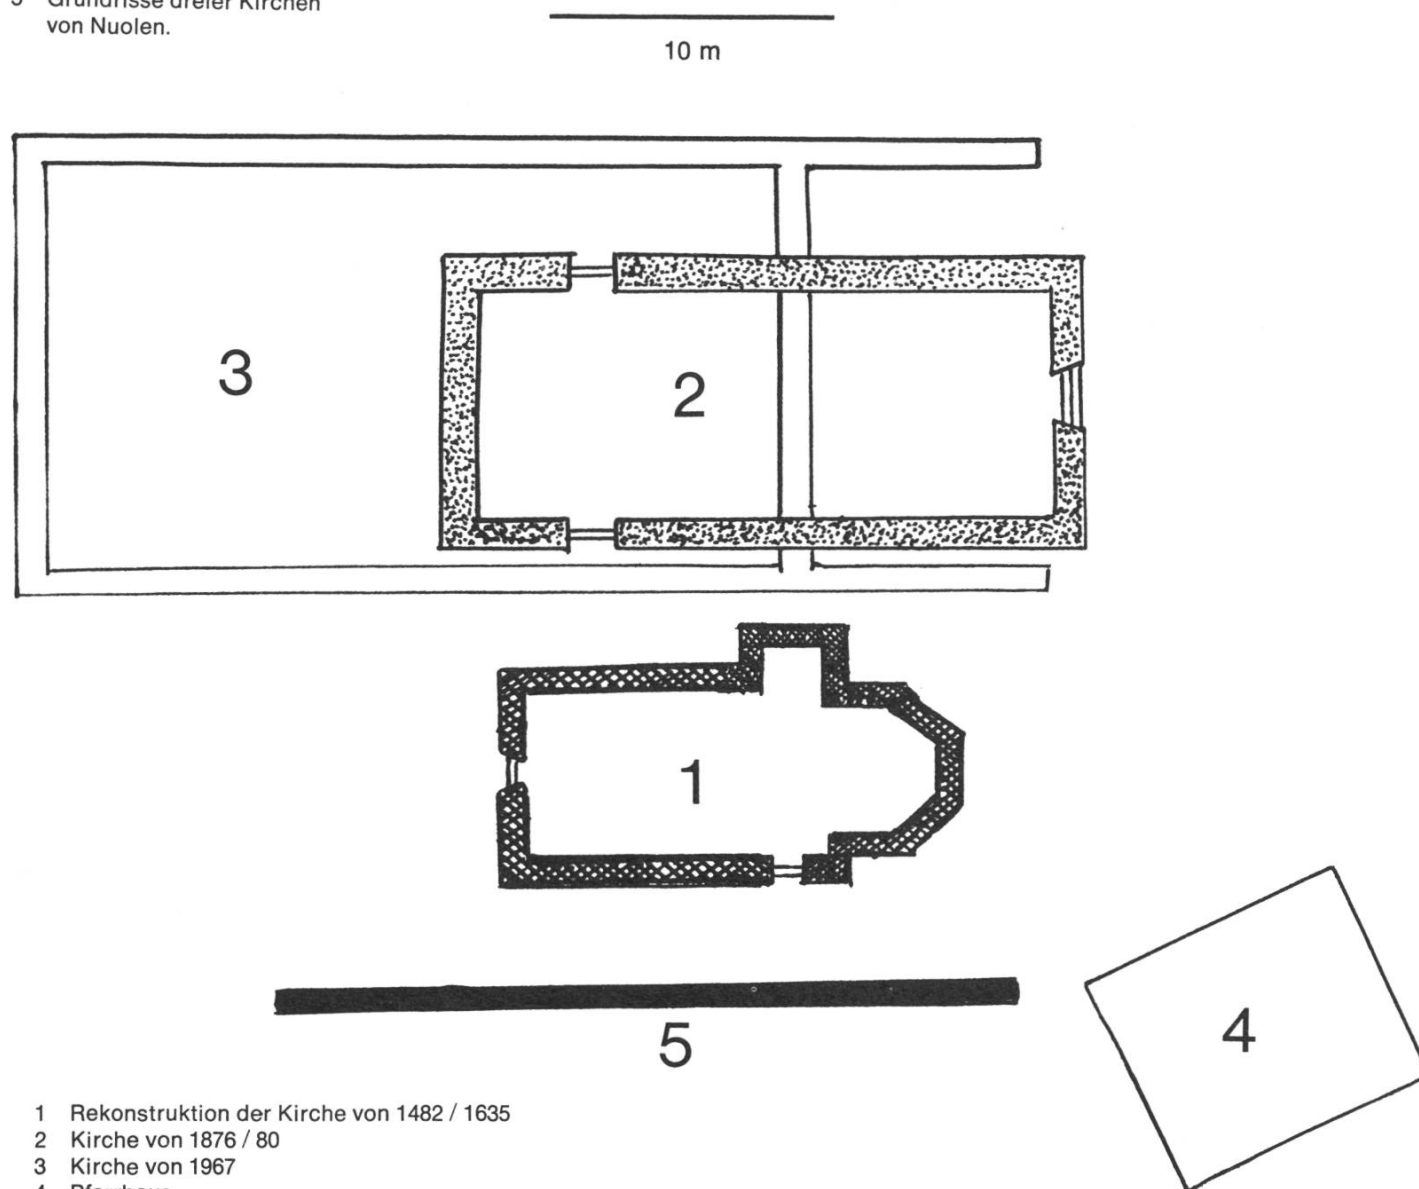 Grundrisse dreier Kirchen
von Nuolen.
10 m
3
2
1
5
4
1 Rekonstruktion der Kirche von 1482 / 1635
2 Kirche von 1876 / 80
3 Kirche von 1967